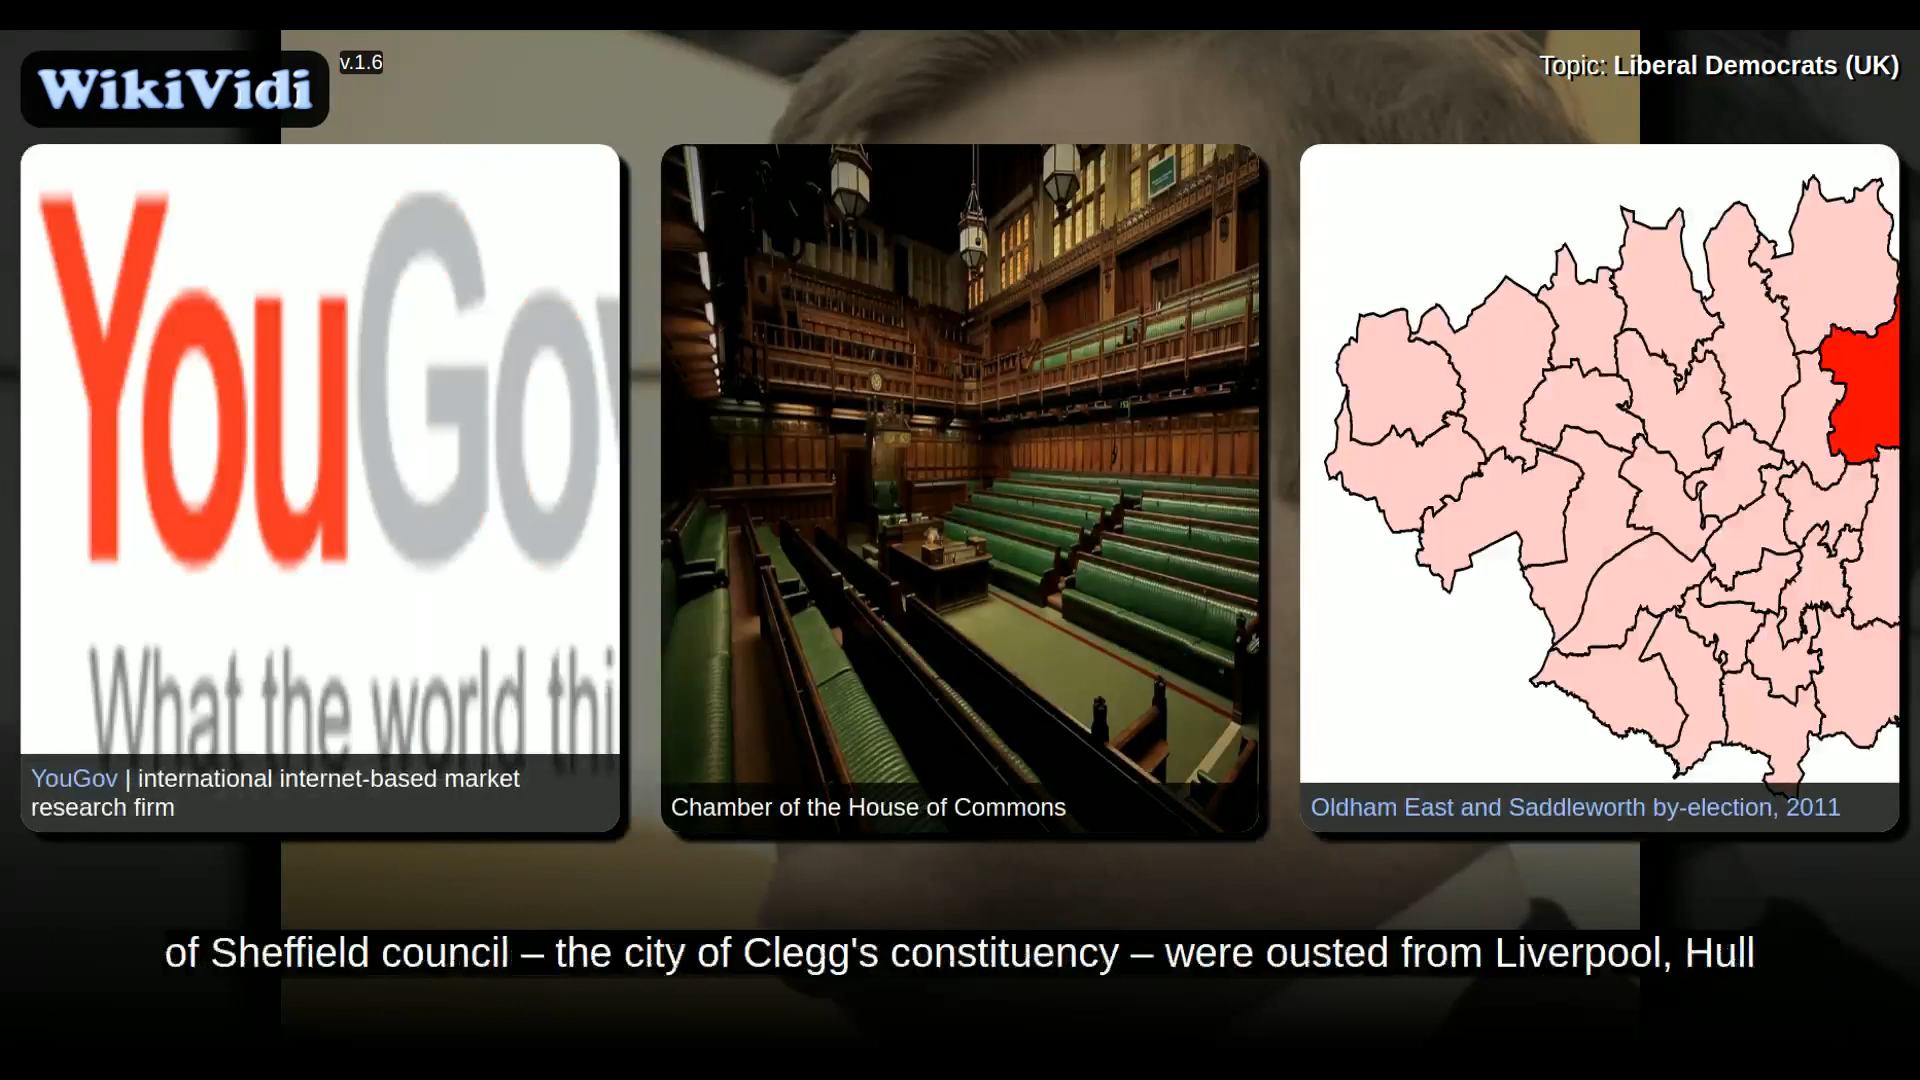 WikiVidi
v.1.6
Topic: Liberal Democrats (UK)
YouGov
What the world thi
YouGov | international internet-based market
research firm
Chamber of the House of Commons
Oldham East and Saddleworth by-election, 2011
of Sheffield council – the city of Clegg's constituency – were ousted from Liverpool, Hull